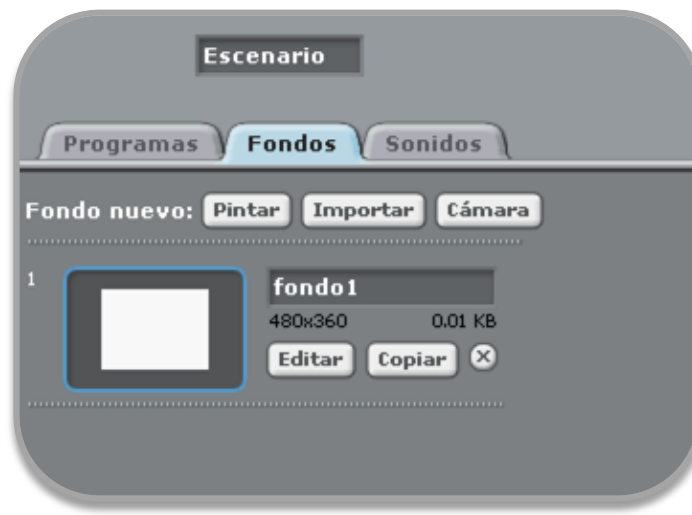 Escenario
Programas Fondos Sonidos
Fondo nuevo: Pintar Importar Cámara
1
fondo1
480x360 0.01 KB
Editar Copiar